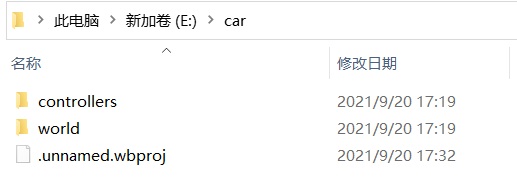 此电脑 > 新加卷 (E:) > car
名称 修改日期
controllers 2021/9/20 17:19
world 2021/9/20 17:19
.unnamed.wbproj 2021/9/20 17:32